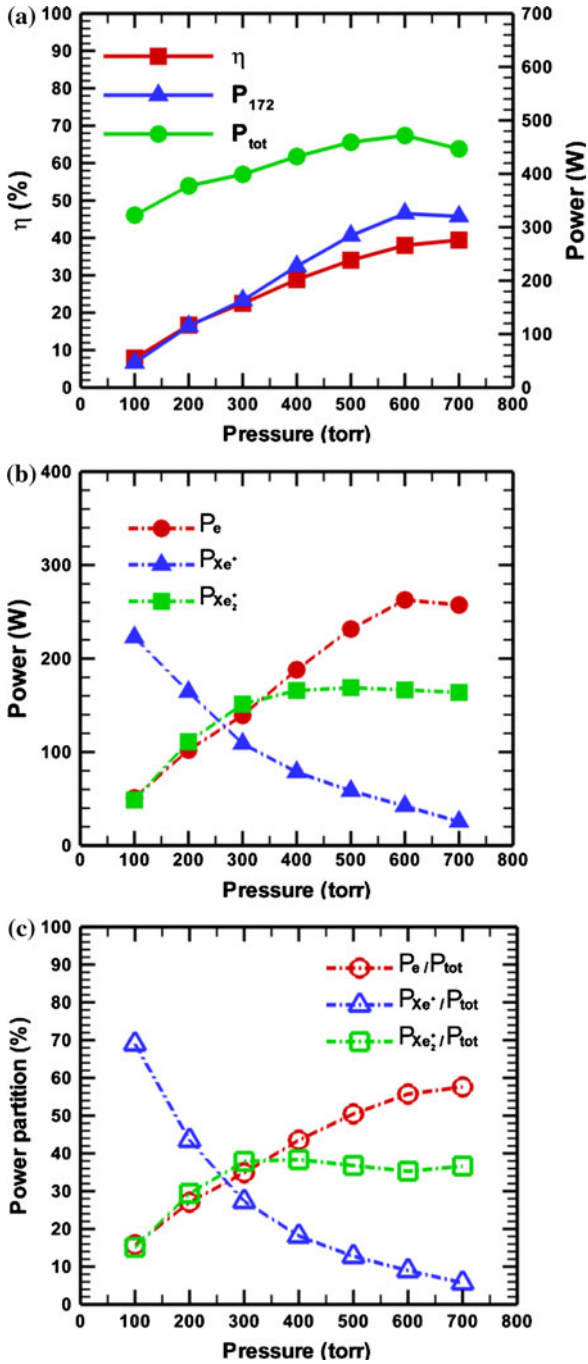 (a)
100
90
80
70
60
50
40
30
20
10
0
η (%)
η
P172
Ptot
700
600
500
400
300
200
100
0
Power (W)
0 100 200 300 400 500 600 700 800
Pressure (torr)
(b)
400
300
200
100
0
Power (W)
Pe
PXe+
PXe2+
0 100 200 300 400 500 600 700 800
Pressure (torr)
(c)
100
90
80
70
60
50
40
30
20
10
0
Power partition (%)
Pe/Ptot
PXe+/Ptot
PXe2+/Ptot
0 100 200 300 400 500 600 700 800
Pressure (torr)